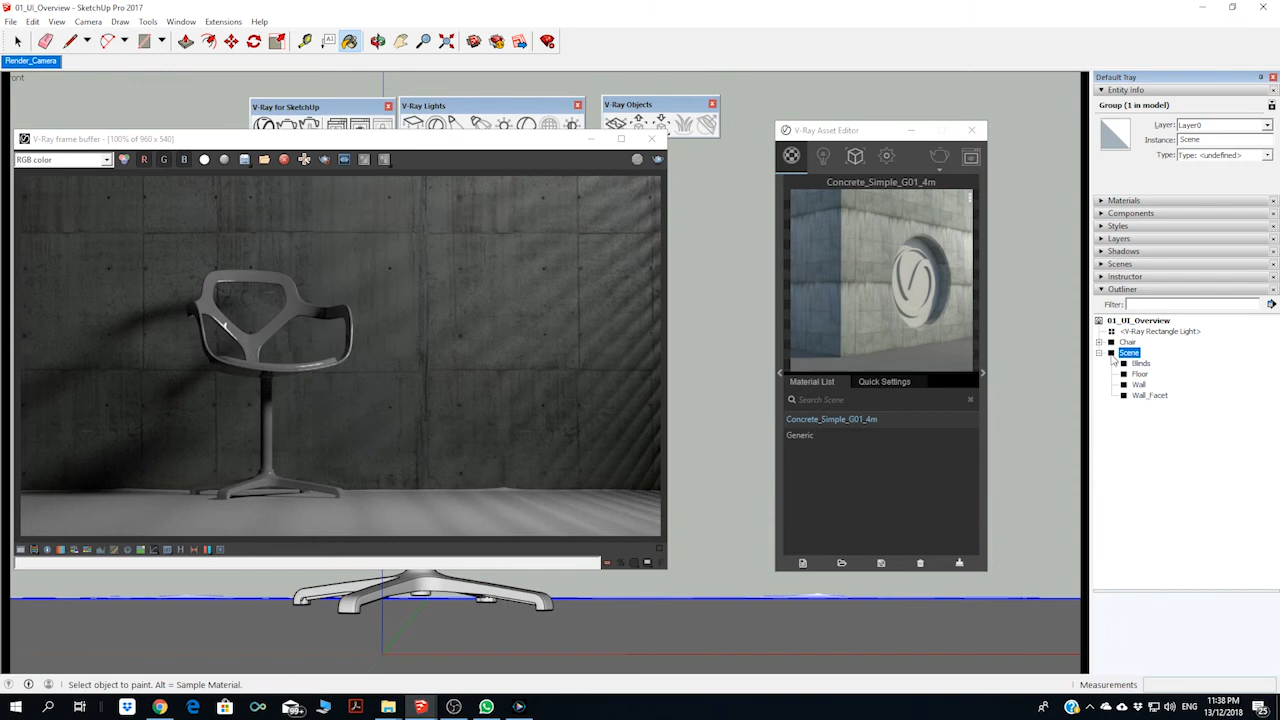 01_UI_Overview - SketchUp Pro 2017
File Edit View Camera Draw Tools Window Extensions Help
Render_Camera
ont
V-Ray for SketchUp
V-Ray Lights
V-Ray Objects
V-Ray frame buffer - [100% of 960 x 540]
RGB color
R G B
V-Ray Asset Editor
Concrete_Simple_G01_4m
Material List Quick Settings
Search Scene
Concrete_Simple_G01_4m
Generic
Default Tray
Entity Info
Group (1 in model)
Layer: Layer0
Instance: Scene
Type: Type: <undefined>
Materials
Components
Styles
Layers
Shadows
Scenes
Instructor
Outliner
Filter:
01_UI_Overview
<V-Ray Rectangle Light>
Chair
Scene
Blinds
Floor
Wall
Wall_Facet
Select object to paint. Alt = Sample Material.
Measurements
11:38 PM
13/12/2018